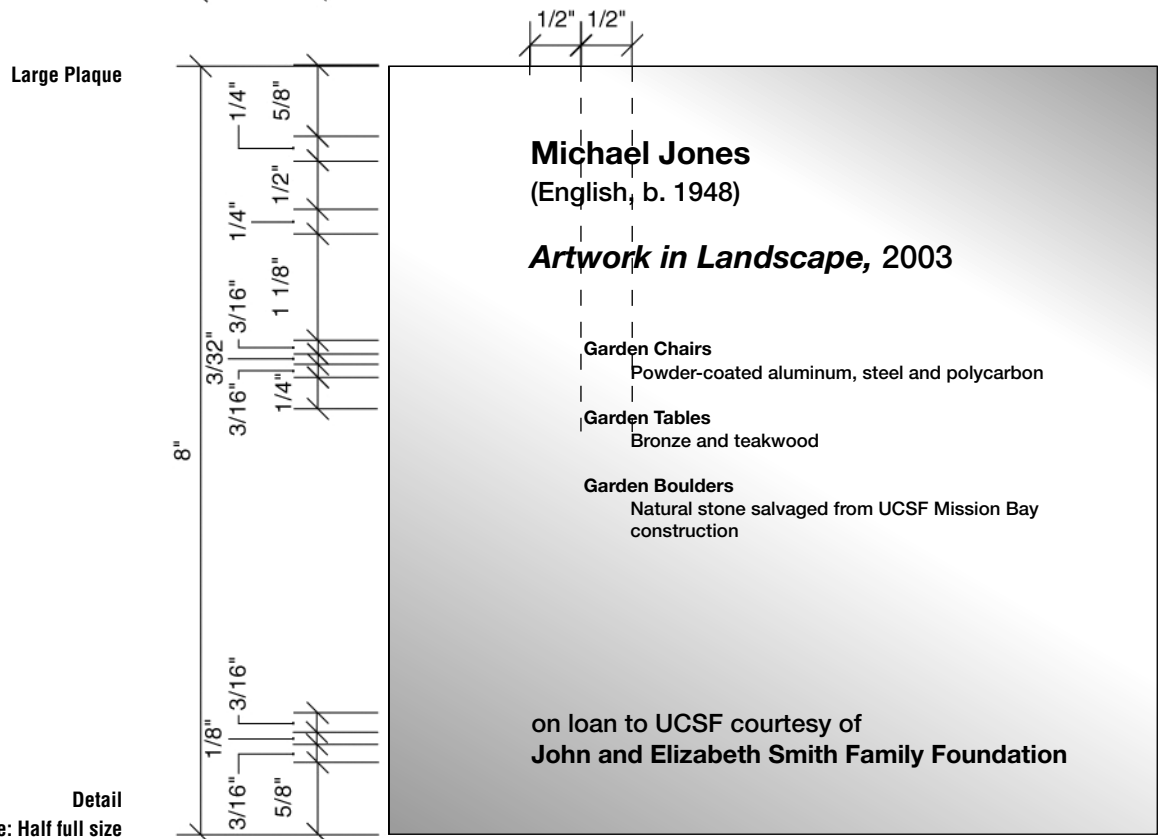 1/2" 1/2"
Large Plaque
1/4" 5/8"
1/4" 1/2"
3/16" 1 1/8"
3/32"
3/16" 1/4"
8"
3/16"
1/8"
3/16" 5/8"
Michael Jones
(English, b. 1948)
Artwork in Landscape, 2003
Garden Chairs
Powder-coated aluminum, steel and polycarbon
Garden Tables
Bronze and teakwood
Garden Boulders
Natural stone salvaged from UCSF Mission Bay
construction
on loan to UCSF courtesy of
John and Elizabeth Smith Family Foundation
Detail
e: Half full size